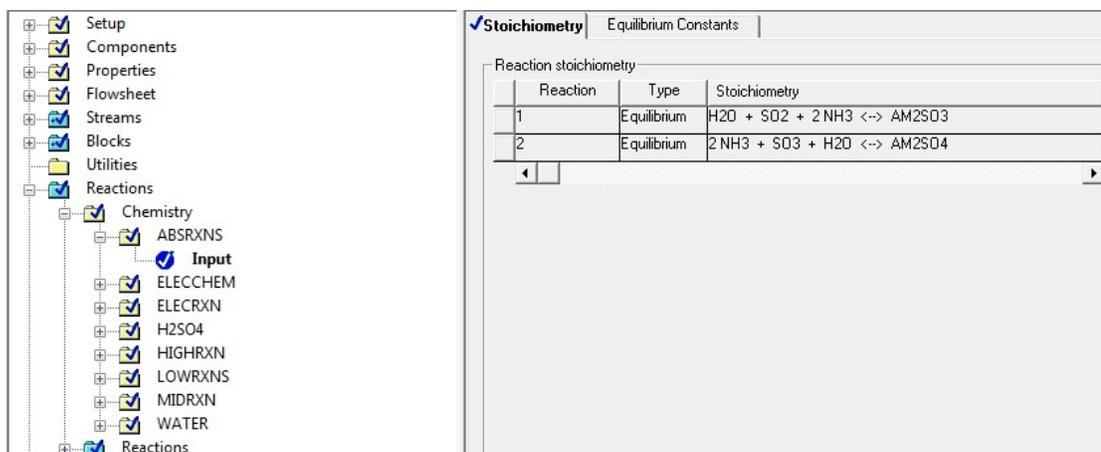 Setup
Components
Properties
Flowsheet
Streams
Blocks
Utilities
Reactions
Chemistry
ABSRXNS
Input
ELECCHEM
ELECRXN
H2SO4
HIGHRXN
LOWRXNS
MIDRXN
WATER
Reactions
Stoichiometry Equilibrium Constants
Reaction stoichiometry
Reaction Type Stoichiometry
1 Equilibrium H2O + SO2 + 2 NH3 <--> AM2SO3
2 Equilibrium 2 NH3 + SO3 + H2O <--> AM2SO4